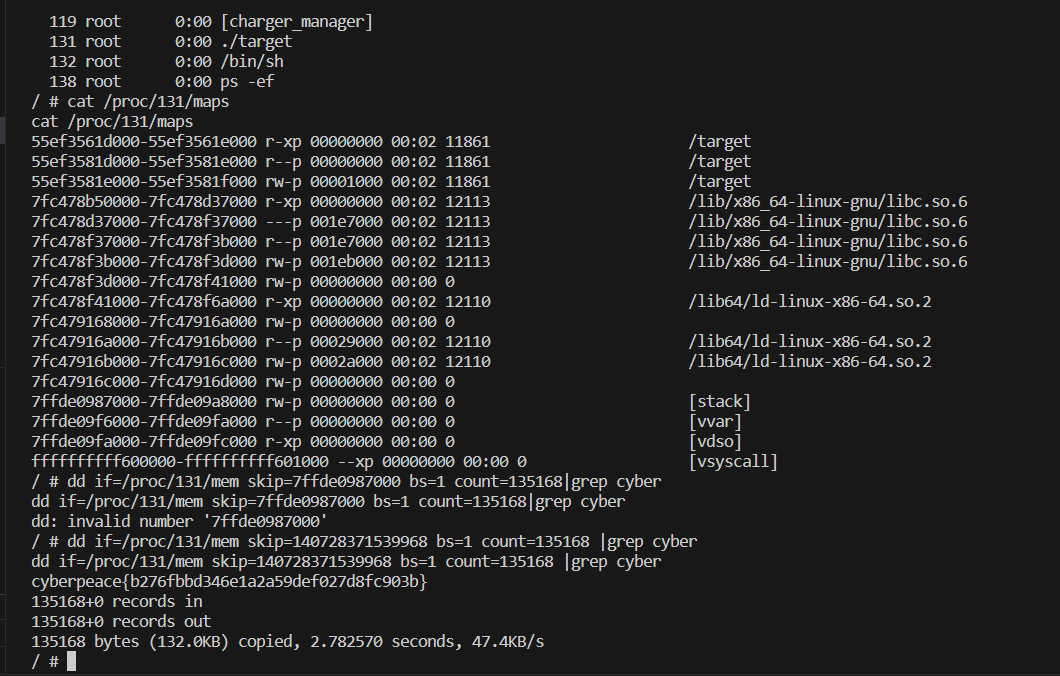 119 root      0:00 [charger_manager]
131 root      0:00 ./target
132 root      0:00 /bin/sh
138 root      0:00 ps -ef
/ # cat /proc/131/maps
cat /proc/131/maps
55ef3561d000-55ef3561e000 r-xp 00000000 00:02 11861                      /target
55ef3581d000-55ef3581e000 r--p 00000000 00:02 11861                      /target
55ef3581e000-55ef3581f000 rw-p 00001000 00:02 11861                      /target
7fc478b50000-7fc478d37000 r-xp 00000000 00:02 12113                      /lib/x86_64-linux-gnu/libc.so.6
7fc478d37000-7fc478f37000 ---p 001e7000 00:02 12113                      /lib/x86_64-linux-gnu/libc.so.6
7fc478f37000-7fc478f3b000 r--p 001e7000 00:02 12113                      /lib/x86_64-linux-gnu/libc.so.6
7fc478f3b000-7fc478f3d000 rw-p 001eb000 00:02 12113                      /lib/x86_64-linux-gnu/libc.so.6
7fc478f3d000-7fc478f41000 rw-p 00000000 00:00 0
7fc478f41000-7fc478f6a000 r-xp 00000000 00:02 12110                      /lib64/ld-linux-x86-64.so.2
7fc479168000-7fc47916a000 rw-p 00000000 00:00 0
7fc47916a000-7fc47916b000 r--p 00029000 00:02 12110                      /lib64/ld-linux-x86-64.so.2
7fc47916b000-7fc47916c000 rw-p 0002a000 00:02 12110                      /lib64/ld-linux-x86-64.so.2
7fc47916c000-7fc47916d000 rw-p 00000000 00:00 0
7ffde0987000-7ffde09a8000 rw-p 00000000 00:00 0                          [stack]
7ffde09f6000-7ffde09fa000 r--p 00000000 00:00 0                          [vvar]
7ffde09fa000-7ffde09fc000 r-xp 00000000 00:00 0                          [vdso]
ffffffffff600000-ffffffffff601000 --xp 00000000 00:00 0                  [vsyscall]
/ # dd if=/proc/131/mem skip=7ffde0987000 bs=1 count=135168|grep cyber
dd if=/proc/131/mem skip=7ffde0987000 bs=1 count=135168|grep cyber
dd: invalid number '7ffde0987000'
/ # dd if=/proc/131/mem skip=140728371539968 bs=1 count=135168 |grep cyber
dd if=/proc/131/mem skip=140728371539968 bs=1 count=135168 |grep cyber
cyberpeace{b276fbbd346e1a2a59def027d8fc903b}
135168+0 records in
135168+0 records out
135168 bytes (132.0KB) copied, 2.782570 seconds, 47.4KB/s
/ #